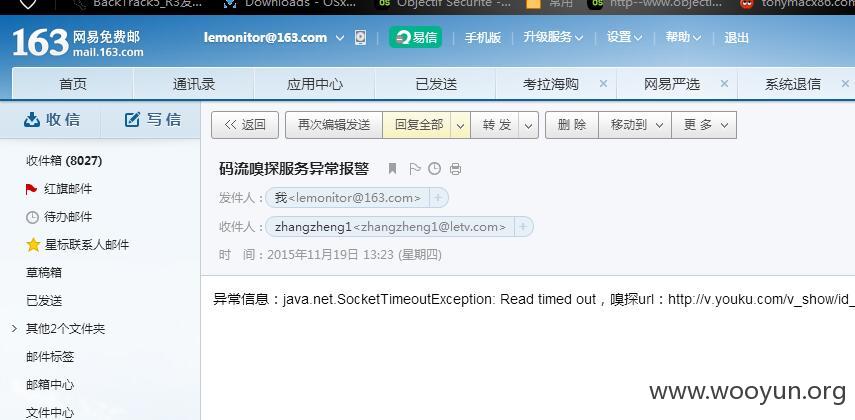 BackTrack5_R3发
Downloads - OSx
Objectif Sécurité -
常用
http--www.objecti
tonymacx86.com
163 网易免费邮
mail.163.com
lemonitor@163.com 易信 手机版 升级服务 设置 帮助 退出
首页 通讯录 应用中心 已发送 考拉海购 × 网易严选 × 系统退信 ×
收 信 写 信
<< 返回 再次编辑发送 回复全部 转 发 删 除 移动到 更 多
收件箱 (8027)
红旗邮件
待办邮件
星标联系人邮件
草稿箱
已发送
其他2个文件夹
邮件标签
邮箱中心
文件中心
码流嗅探服务异常报警
发件人：我<lemonitor@163.com> +
收件人：zhangzheng1<zhangzheng1@letv.com> +
时 间：2015年11月19日 13:23 (星期四)
异常信息：java.net.SocketTimeoutException: Read timed out，嗅探url：http://v.youku.com/v_show/id_
www.wooyun.org